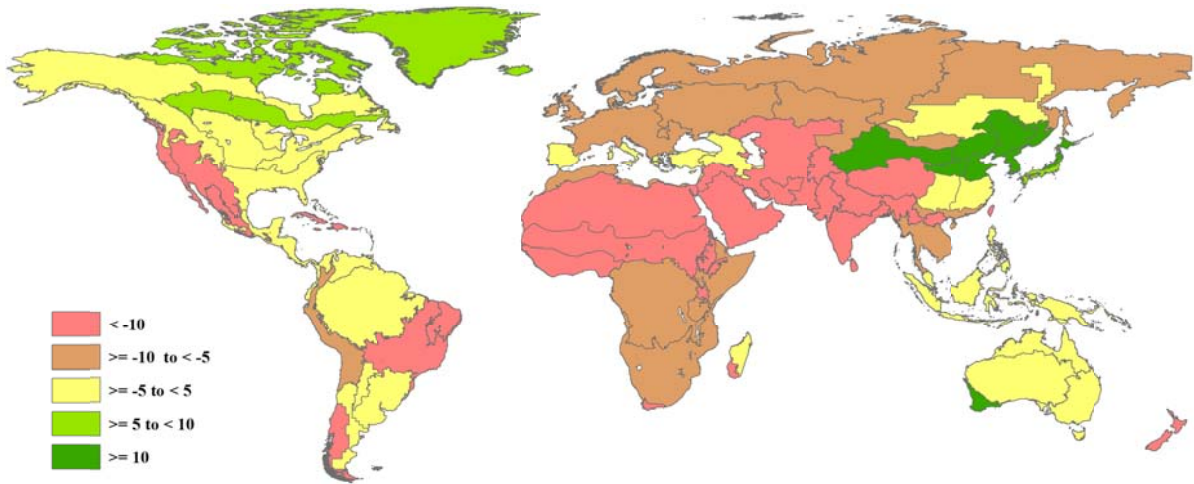 < -10
>= -10 to < -5
>= -5 to < 5
>= 5 to < 10
>= 10